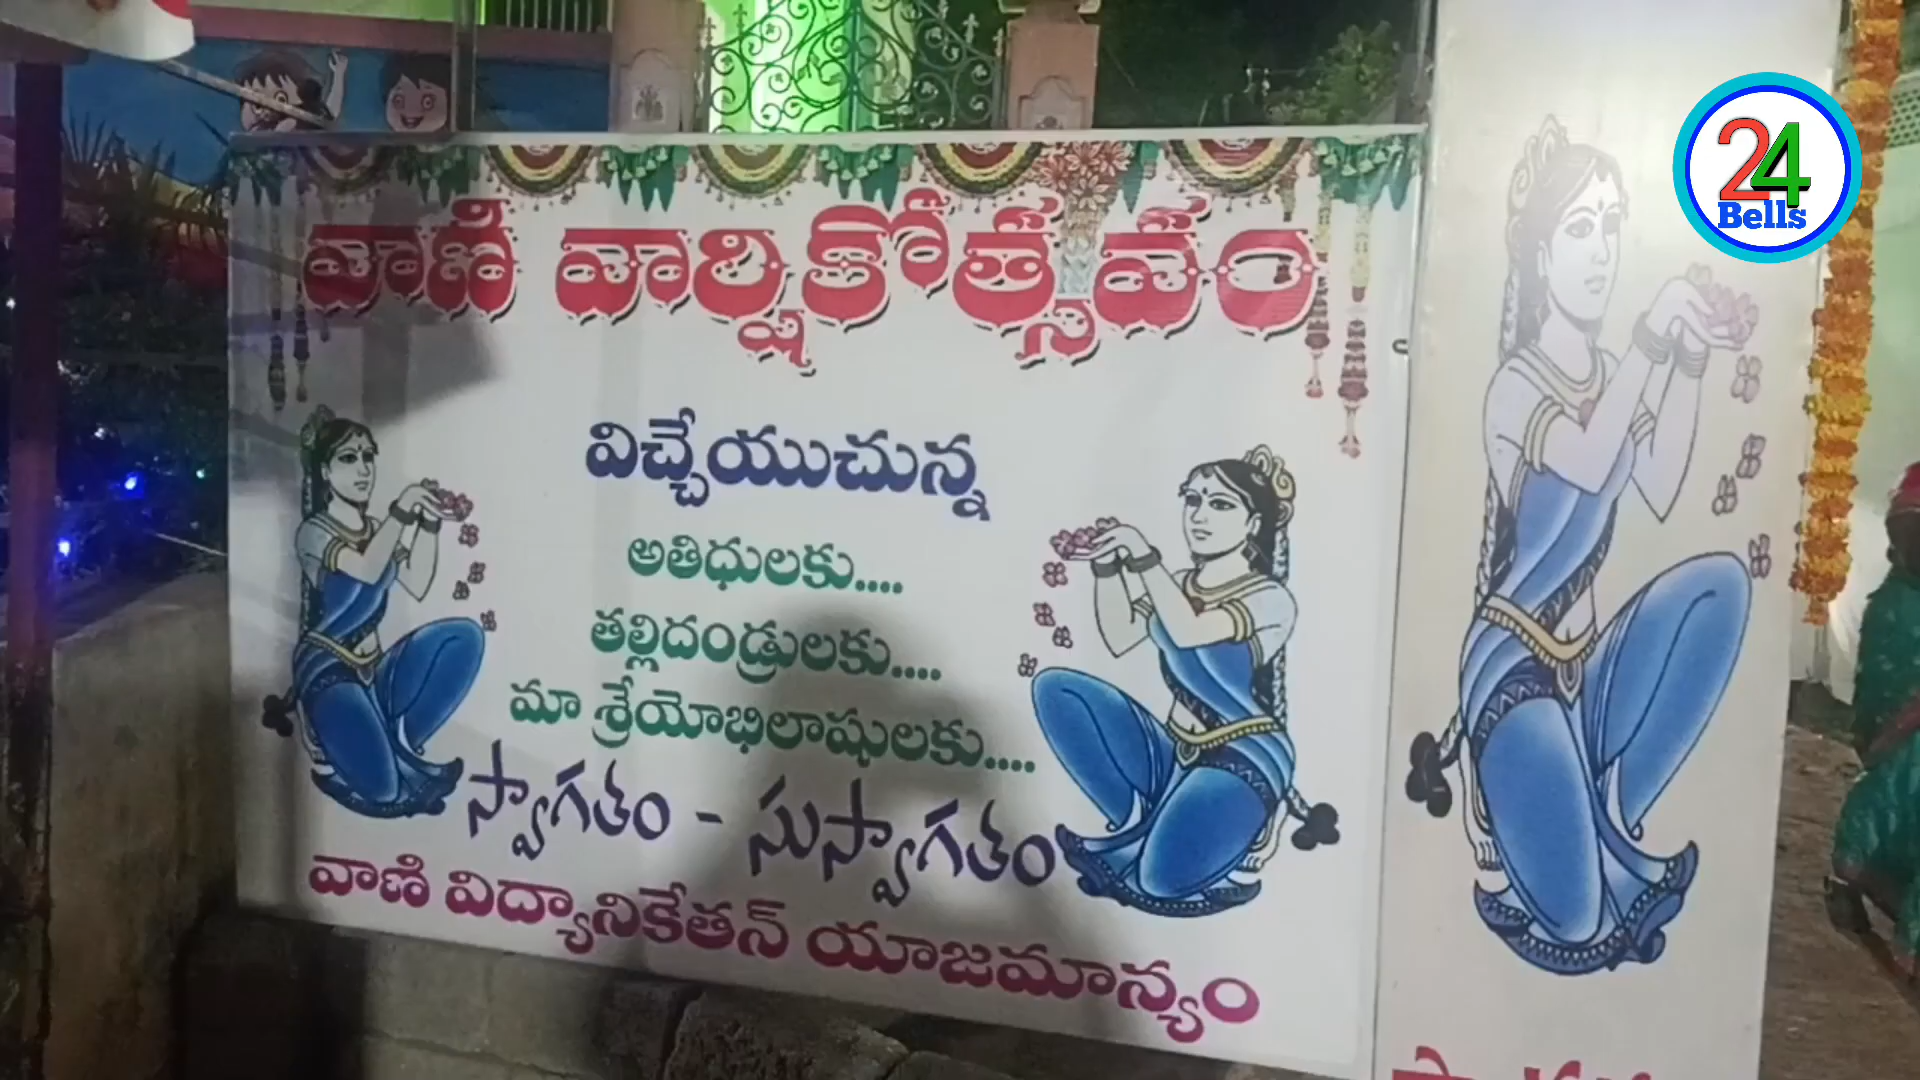 వాణి వార్షికోత్సవం
విచ్చేయుచున్న
అతిధులకు....
తల్లిదండ్రులకు....
మా శ్రేయోభిలాషులకు....
స్వాగతం - సుస్వాగతం
వాణి విద్యానికేతన్ యాజమాన్యం
24
Bells